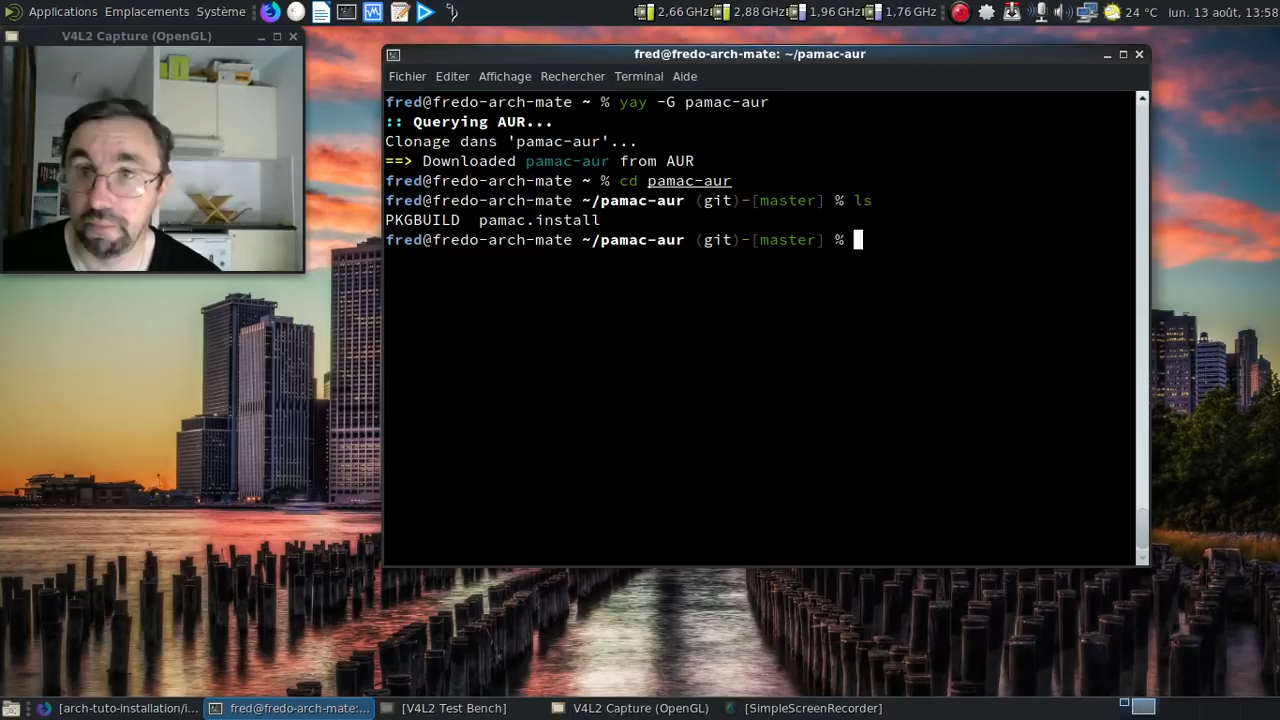 Applications Emplacements Système
2,66 GHz 2,88 GHz 1,96 GHz 1,76 GHz 24 °C lun. 13 août, 13:58
V4L2 Capture (OpenGL)
fred@fredo-arch-mate: ~/pamac-aur
Fichier Editer Affichage Rechercher Terminal Aide
fred@fredo-arch-mate ~ % yay -G pamac-aur
:: Querying AUR...
Clonage dans 'pamac-aur'...
==> Downloaded pamac-aur from AUR
fred@fredo-arch-mate ~ % cd pamac-aur
fred@fredo-arch-mate ~/pamac-aur (git)-[master] % ls
PKGBUILD pamac.install
fred@fredo-arch-mate ~/pamac-aur (git)-[master] %
[arch-tuto-installation/i... fred@fredo-arch-mate:... [V4L2 Test Bench] V4L2 Capture (OpenGL) [SimpleScreenRecorder]